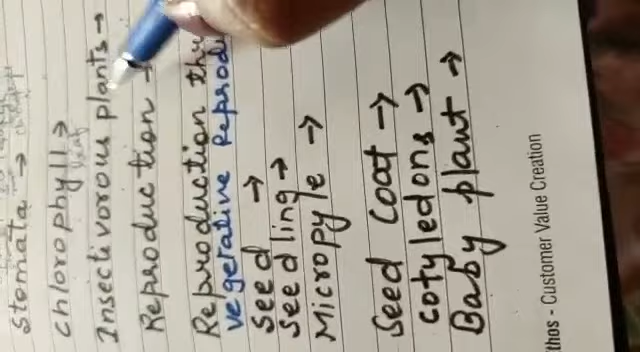 Stomata →
chlorophyll →
leaf
Insectivorous plants →
Reproduction →
Reproduction thr
vegetative Reprodu
Seed →
Seedling →
Micropyle →
Seed coat →
cotyledons →
Baby plant →
thos - Customer Value Creation